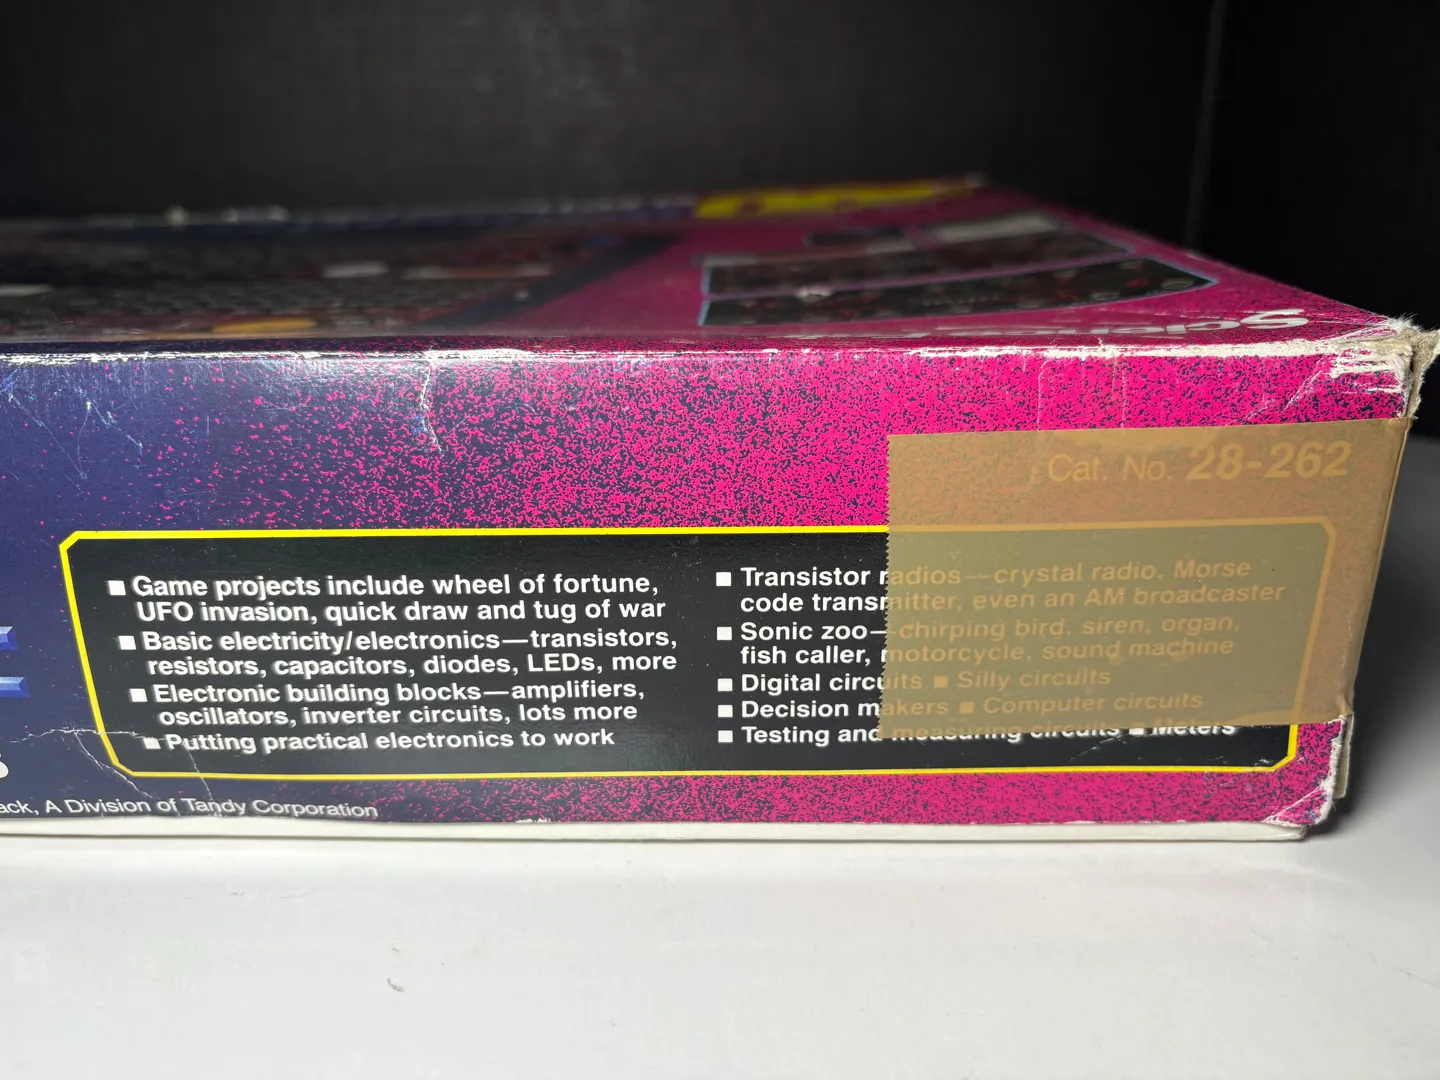 Science
Cat. No. 28-262
■ Game projects include wheel of fortune,
UFO invasion, quick draw and tug of war
■ Basic electricity/electronics—transistors,
resistors, capacitors, diodes, LEDs, more
■ Electronic building blocks—amplifiers,
oscillators, inverter circuits, lots more
■ Putting practical electronics to work
■ Transistor radios—crystal radio, Morse
code transmitter, even an AM broadcaster
■ Sonic zoo—chirping bird, siren, organ,
fish caller, motorcycle, sound machine
■ Digital circuits ■ Silly circuits
■ Decision makers ■ Computer circuits
■ Testing and measuring circuits ■ Meters
ack, A Division of Tandy Corporation